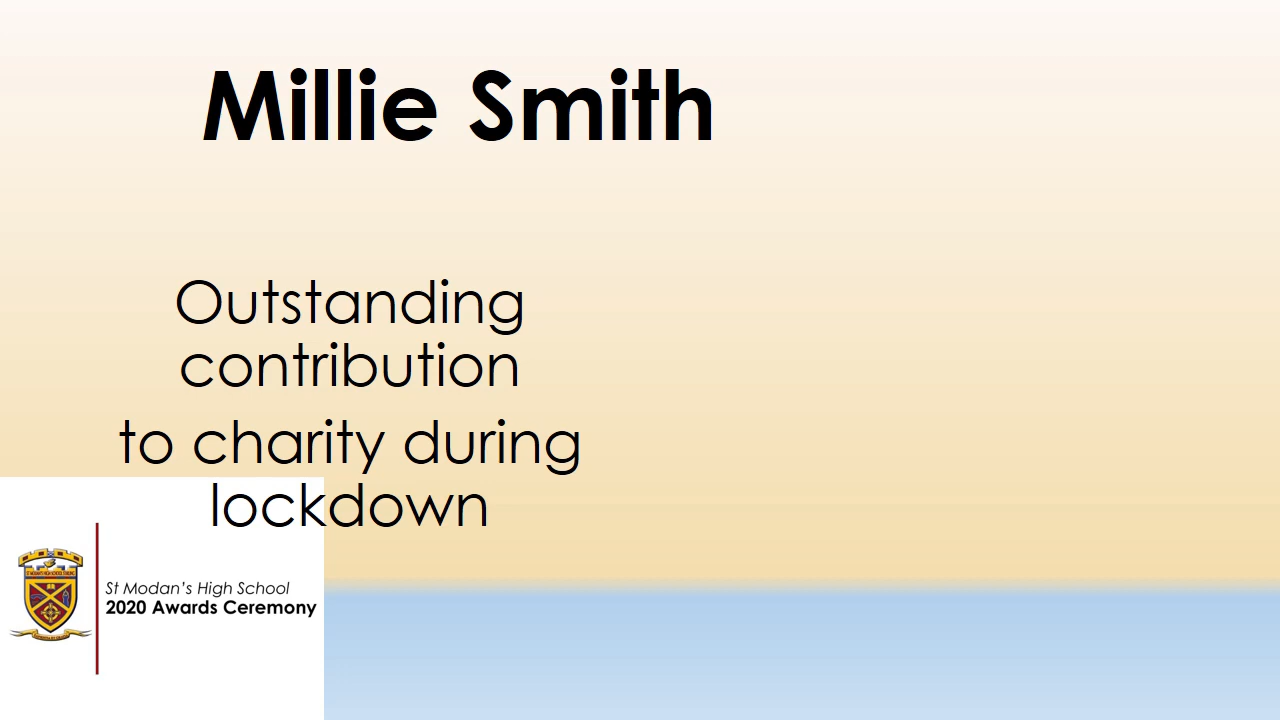 Millie Smith
Outstanding
contribution
to charity during
lockdown
St Modan's High School
2020 Awards Ceremony